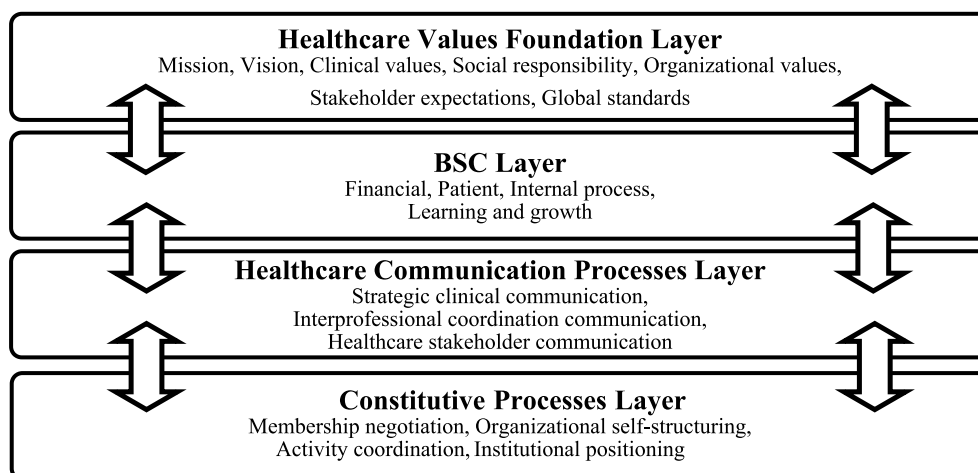 Healthcare Values Foundation Layer
Mission, Vision, Clinical values, Social responsibility, Organizational values,
Stakeholder expectations, Global standards
BSC Layer
Financial, Patient, Internal process,
Learning and growth
Healthcare Communication Processes Layer
Strategic clinical communication,
Interprofessional coordination communication,
Healthcare stakeholder communication
Constitutive Processes Layer
Membership negotiation, Organizational self-structuring,
Activity coordination, Institutional positioning